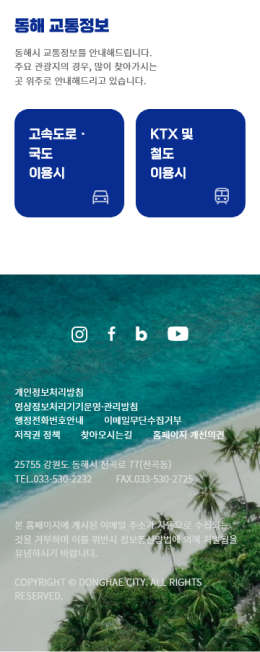 동해 교통정보
동해시 교통정보를 안내해드립니다.
주요 관광지의 경우, 많이 찾아가시는
곳 위주로 안내해드리고 있습니다.
고속도로 ·
국도
이용시
KTX 및
철도
이용시
개인정보처리방침
영상정보처리기기운영·관리방침
행정전화번호안내 이메일무단수집거부
저작권 정책 찾아오시는길 홈페이지 개선의견
25755 강원도 동해시 천곡로 77(천곡동)
TEL.033-530-2232 FAX.033-530-2725
본 홈페이지에 게시된 이메일 주소가 자동으로 수집되는
것을 거부하며 이를 위반시 정보통신망법에 의해 처벌됨을
유념하시기 바랍니다.
COPYRIGHT © DONGHAE CITY. ALL RIGHTS
RESERVED.